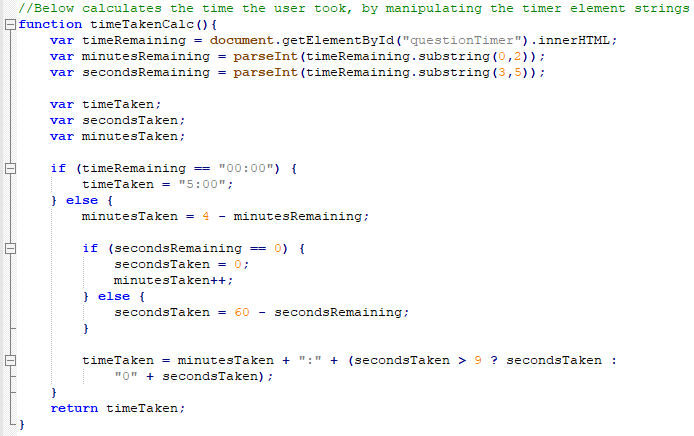 //Below calculates the time the user took, by manipulating the timer element strings
function timeTakenCalc(){
    var timeRemaining = document.getElementById("questionTimer").innerHTML;
    var minutesRemaining = parseInt(timeRemaining.substring(0,2));
    var secondsRemaining = parseInt(timeRemaining.substring(3,5));

    var timeTaken;
    var secondsTaken;
    var minutesTaken;

    if (timeRemaining == "00:00") {
        timeTaken = "5:00";
    } else {
        minutesTaken = 4 - minutesRemaining;

        if (secondsRemaining == 0) {
            secondsTaken = 0;
            minutesTaken++;
        } else {
            secondsTaken = 60 - secondsRemaining;
        }

        timeTaken = minutesTaken + ":" + (secondsTaken > 9 ? secondsTaken :
            "0" + secondsTaken);
    }
    return timeTaken;
}